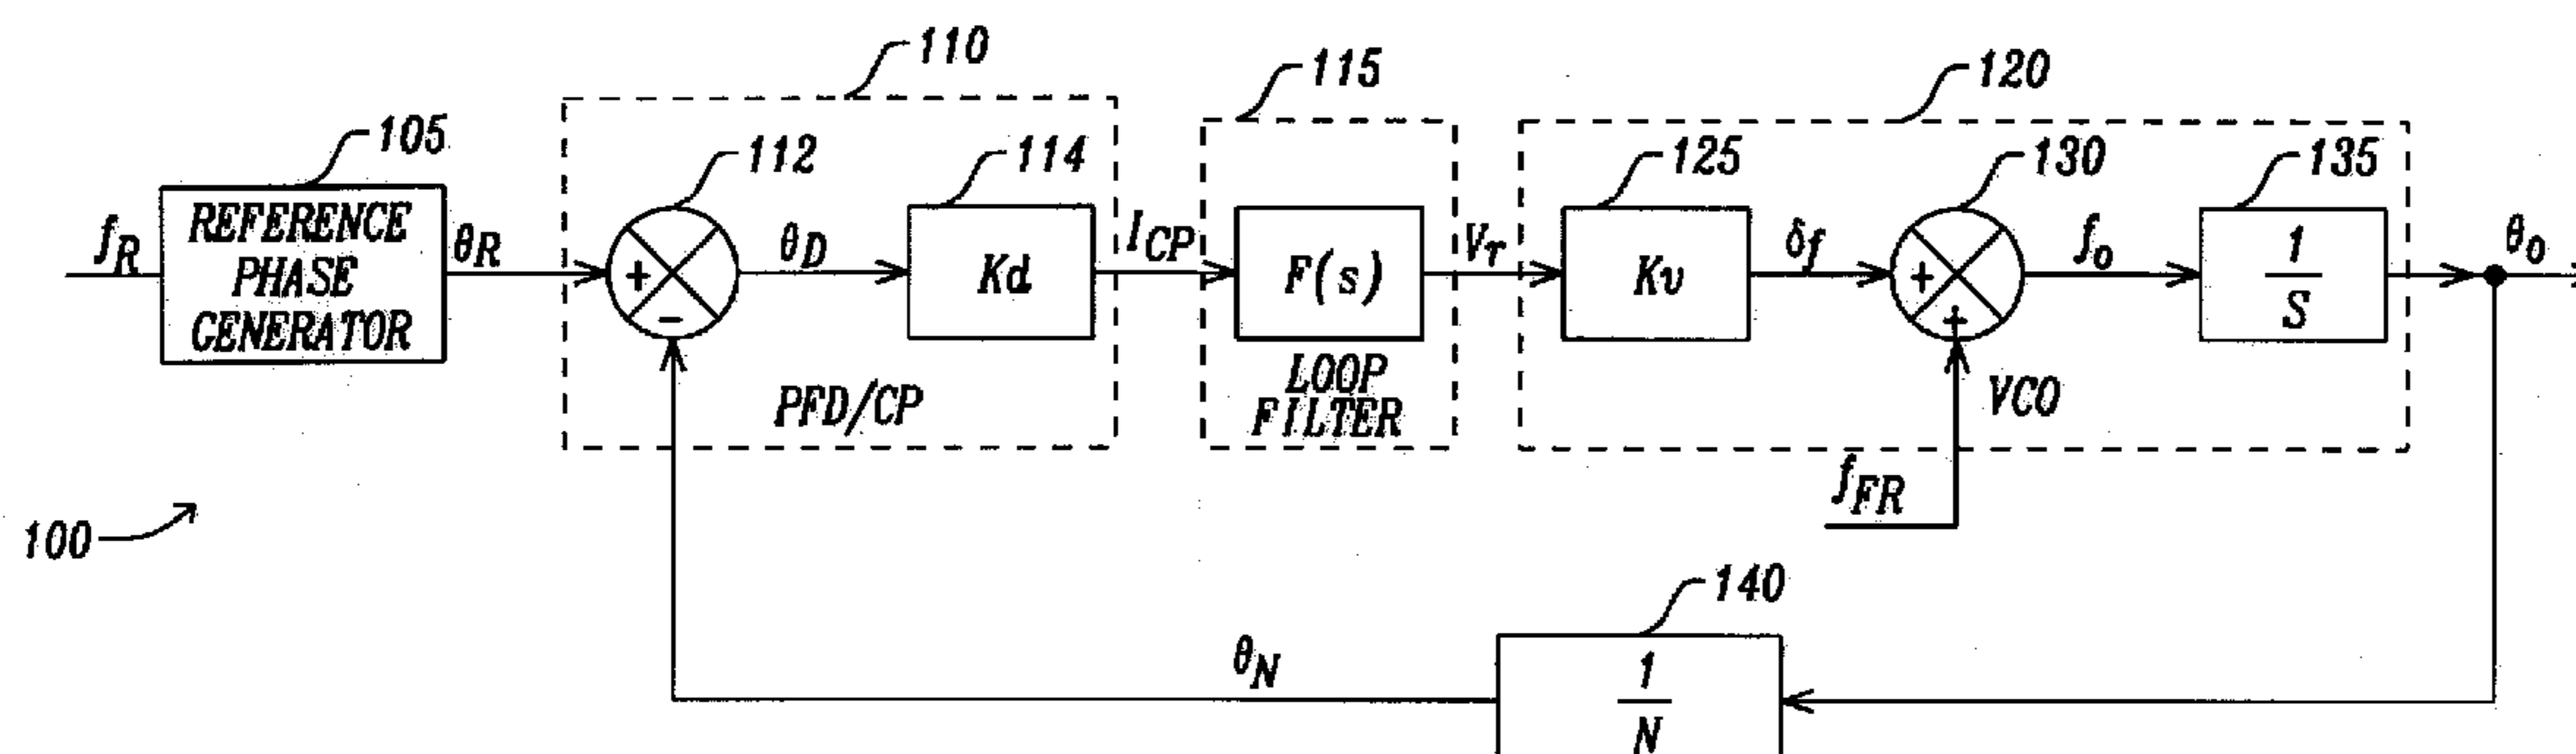 110
115
120
105
112
114
125
130
135
f_R
REFERENCE
PHASE
GENERATOR
θ_R
+
-
θ_D
Kd
I_CP
F(s)
V_r
Kv
δf
+
+
f_o
1
S
θ_o
PFD/CP
LOOP
FILTER
VCO
f_FR
100
140
θ_N
1
N